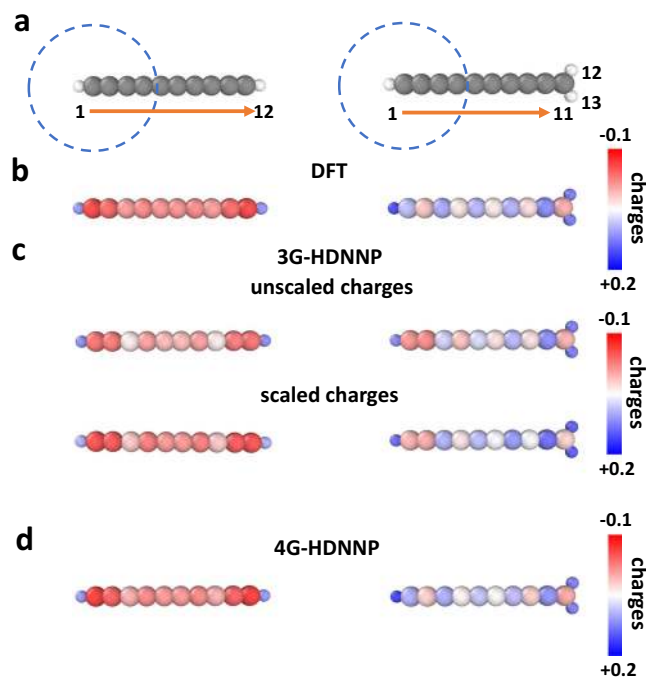 a
12
13
1
12
1
11
-0.1
b
DFT
charges
+0.2
c
3G-HDNNP
unscaled charges
-0.1
scaled charges
charges
+0.2
-0.1
d
4G-HDNNP
charges
+0.2